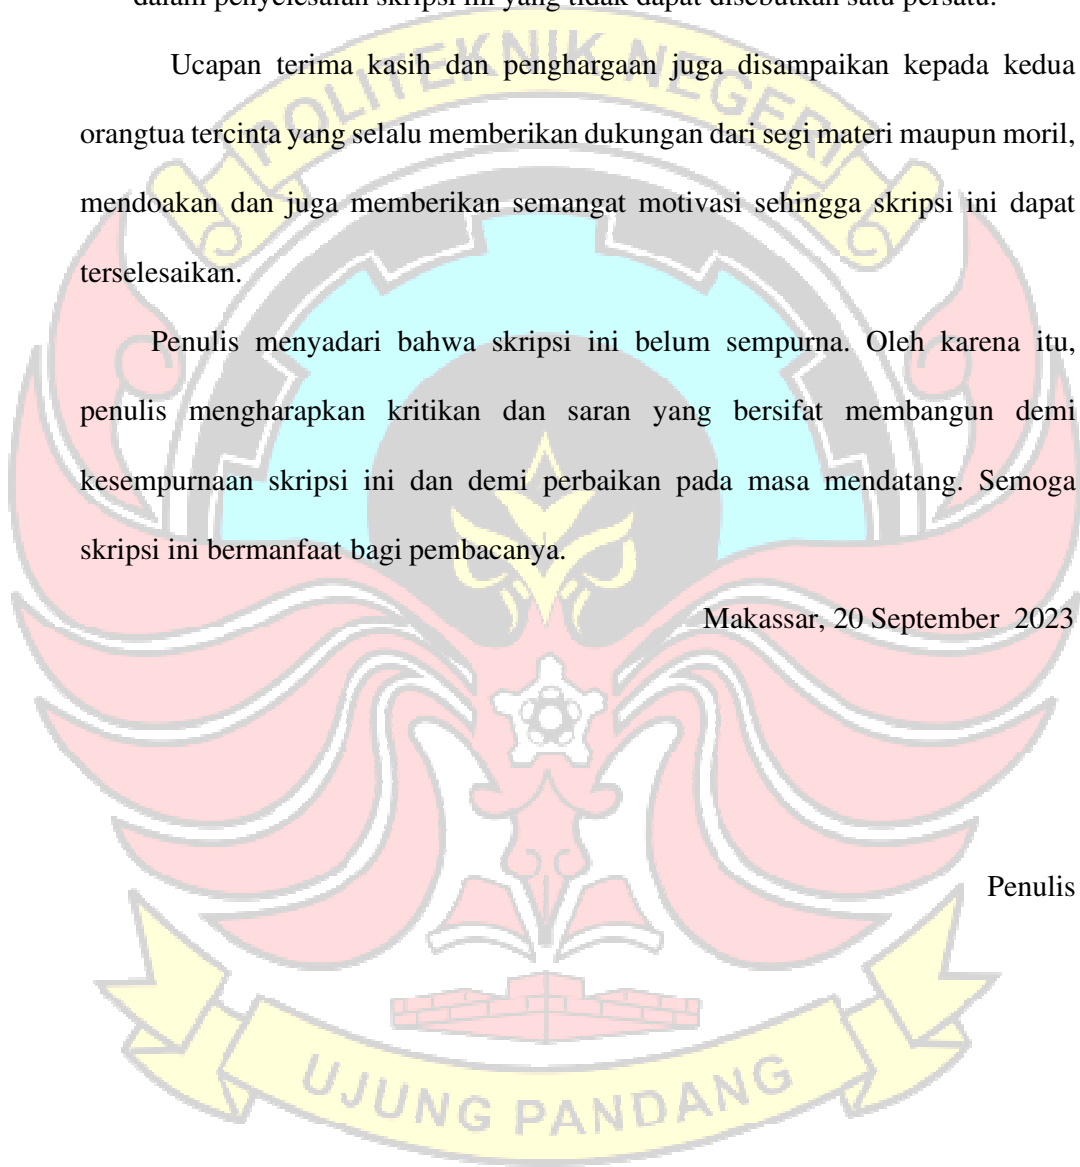 dalam penyelesaian skripsi ini yang tidak dapat disebutkan satu persatu.
POLITEKNIK NEGERI
Ucapan terima kasih dan penghargaan juga disampaikan kepada kedua
orangtua tercinta yang selalu memberikan dukungan dari segi materi maupun moril,
mendoakan dan juga memberikan semangat motivasi sehingga skripsi ini dapat
terselesaikan.
Penulis menyadari bahwa skripsi ini belum sempurna. Oleh karena itu,
penulis mengharapkan kritikan dan saran yang bersifat membangun demi
kesempurnaan skripsi ini dan demi perbaikan pada masa mendatang. Semoga
skripsi ini bermanfaat bagi pembacanya.
Makassar, 20 September 2023
Penulis
UJUNG PANDANG